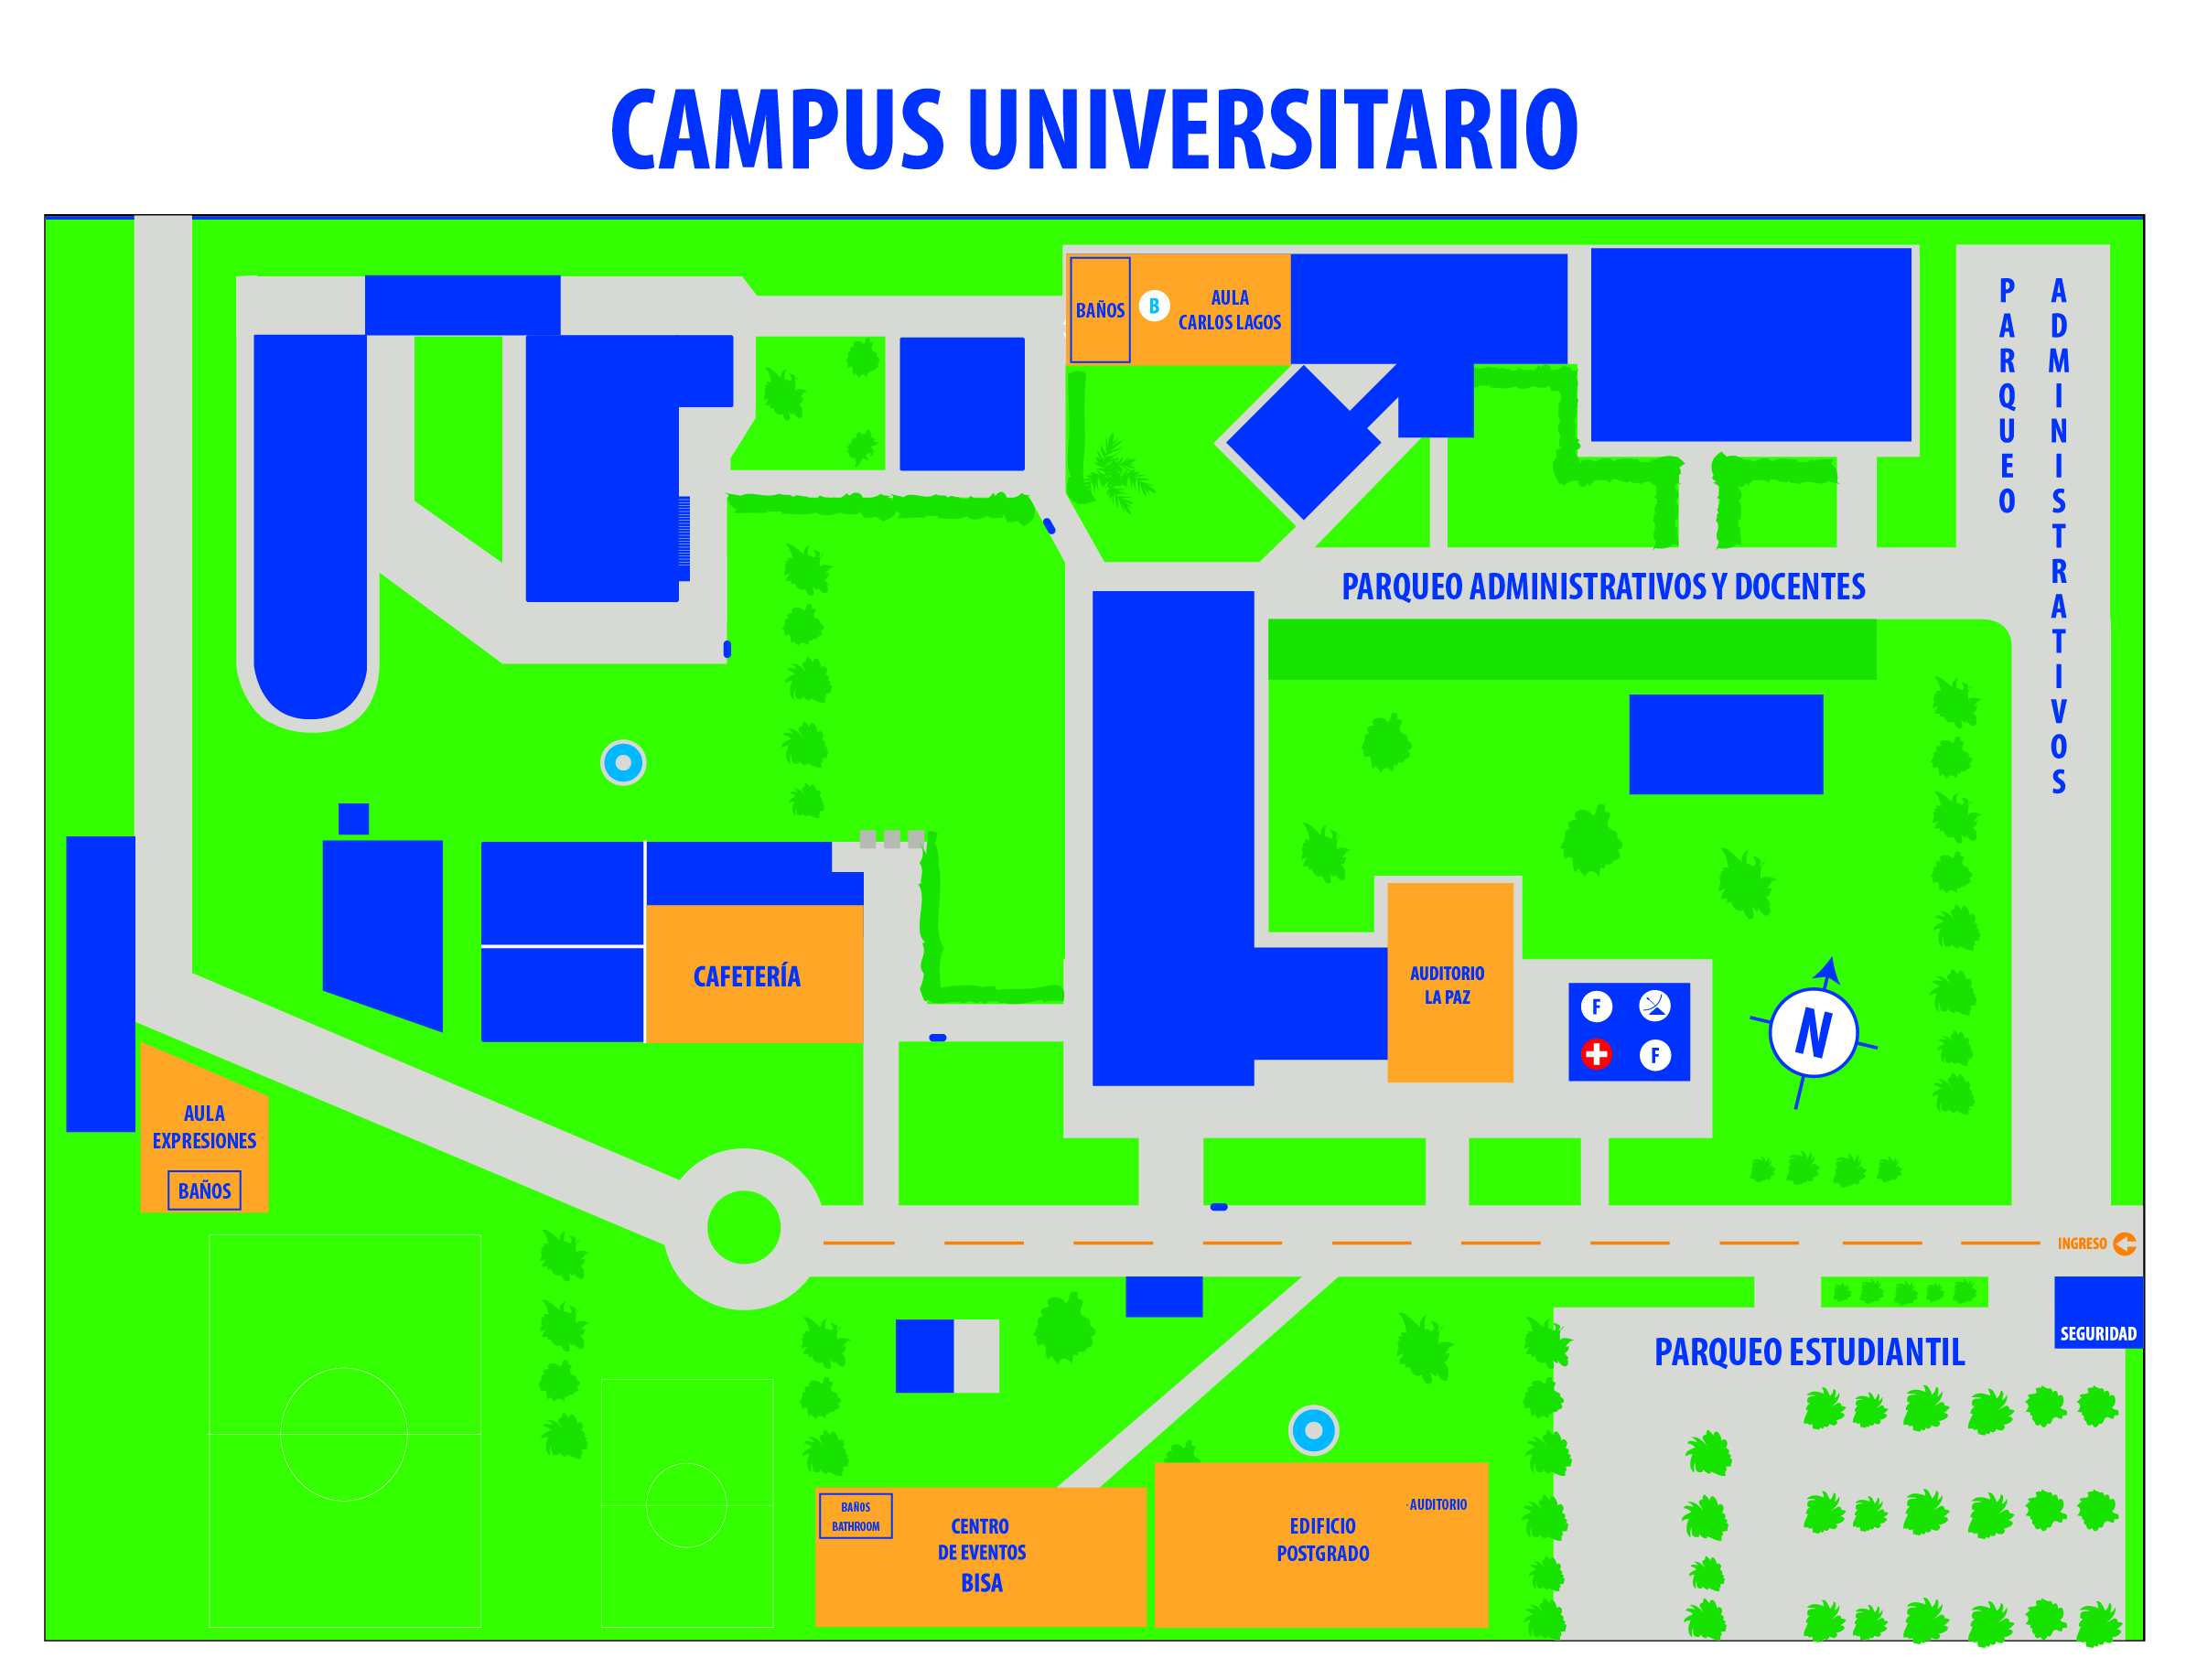 CAMPUS UNIVERSITARIO
BAÑOS
B
AULA
CARLOS LAGOS
PARQUEO
ADMINISTRATIVOS
PARQUEO ADMINISTRATIVOS Y DOCENTES
CAFETERÍA
AUDITORIO
LA PAZ
F
F
N
AULA
EXPRESIONES
BAÑOS
INGRESO
SEGURIDAD
PARQUEO ESTUDIANTIL
BAÑOS
BATHROOM
CENTRO
DE EVENTOS
BISA
· AUDITORIO
EDIFICIO
POSTGRADO